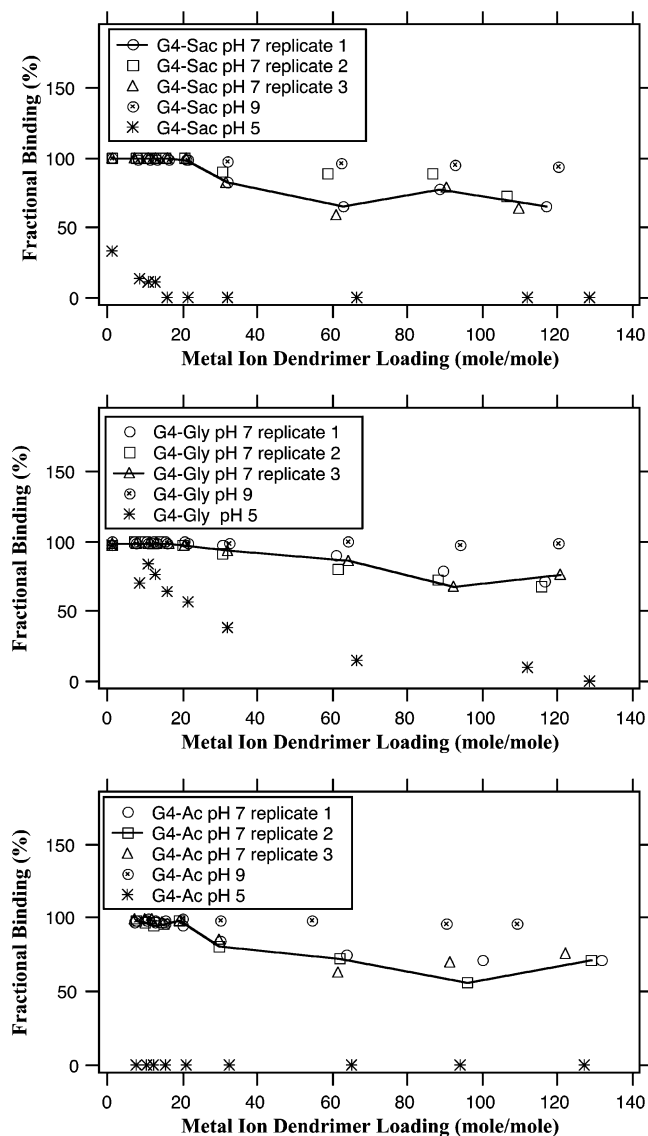 G4-Sac pH 7 replicate 1
G4-Sac pH 7 replicate 2
G4-Sac pH 7 replicate 3
G4-Sac pH 9
G4-Sac pH 5
Fractional Binding (%)
150
100
50
0
0 20 40 60 80 100 120 140
Metal Ion Dendrimer Loading (mole/mole)
G4-Gly pH 7 replicate 1
G4-Gly pH 7 replicate 2
G4-Gly pH 7 replicate 3
G4-Gly pH 9
G4-Gly pH 5
Fractional Binding (%)
150
100
50
0
0 20 40 60 80 100 120 140
Metal Ion Dendrimer Loading (mole/mole)
G4-Ac pH 7 replicate 1
G4-Ac pH 7 replicate 2
G4-Ac pH 7 replicate 3
G4-Ac pH 9
G4-Ac pH 5
Fractional Binding (%)
150
100
50
0
0 20 40 60 80 100 120 140
Metal Ion Dendrimer Loading (mole/mole)